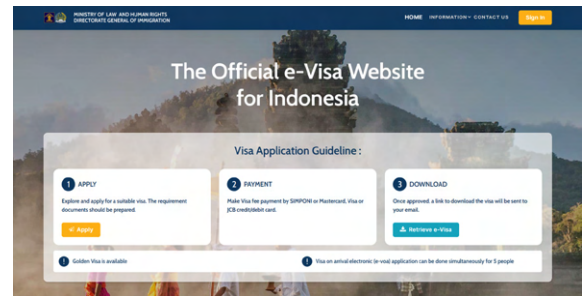 MINISTRY OF LAW AND HUMAN RIGHTS
DIRECTORATE GENERAL OF IMMIGRATION
HOME INFORMATION CONTACT US Sign In
The Official e-Visa Website
for Indonesia
Visa Application Guideline :
1 APPLY
Explore and apply for a suitable visa. The requirement
documents should be prepared.
Apply
2 PAYMENT
Make Visa fee payment by SIMPONI or Mastercard, Visa or
JCB credit/debit card.
3 DOWNLOAD
Once approved, a link to download the visa will be sent to
your email.
Retrieve e-Visa
! Golden Visa is available
! Visa on arrival electronic (e-voa) application can be done simultaneously for 5 people